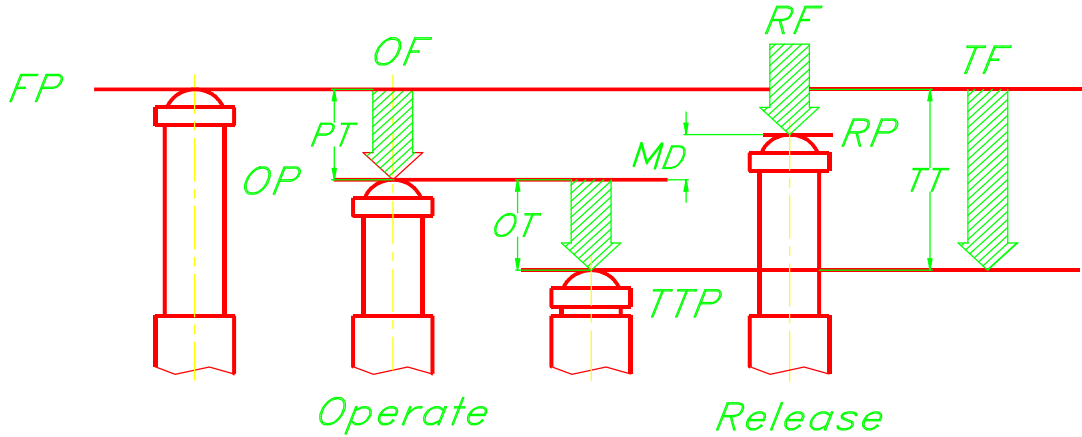 RF
OF
TF
FP
PT
RP
MD
OP
TT
OT
TTP
Operate
Release